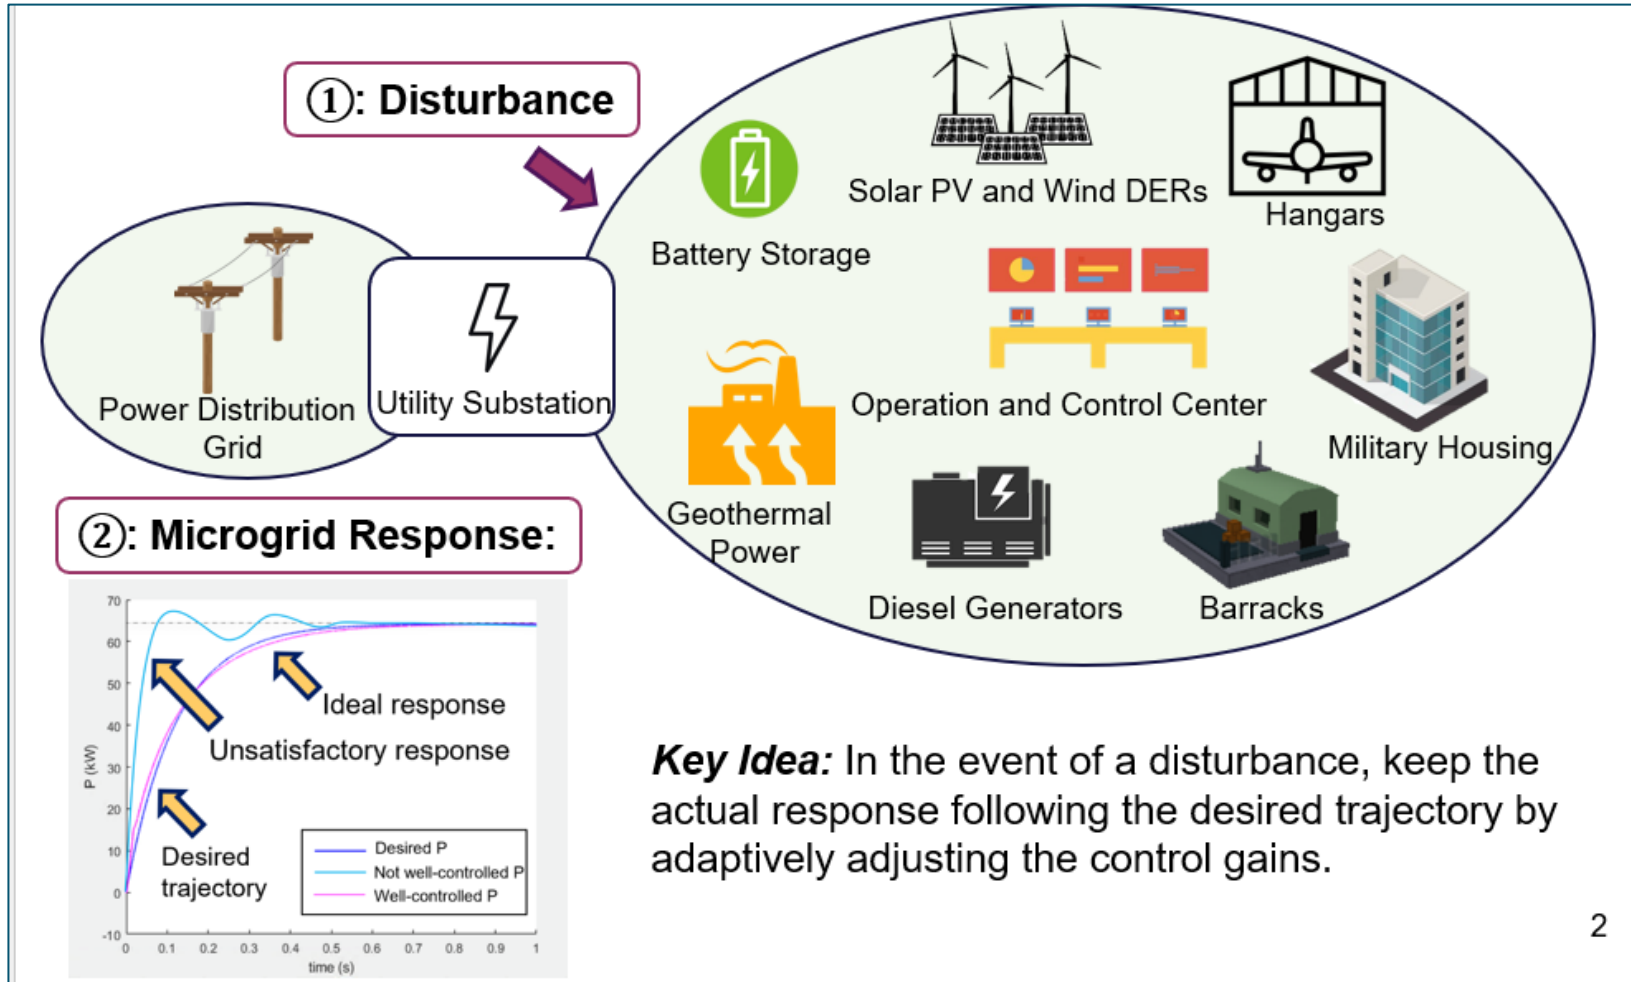 ①: Disturbance
Battery Storage
Solar PV and Wind DERs
Hangars
Power Distribution
Grid
Utility Substation
Operation and Control Center
Military Housing
Geothermal
Power
Diesel Generators
Barracks
②: Microgrid Response:
70
60
50
40
30
20
10
0
-10
P (kW)
0
0.1
0.2
0.3
0.4
0.5
0.6
0.7
0.8
0.9
1
time (s)
Ideal response
Unsatisfactory response
Desired
trajectory
Desired P
Not well-controlled P
Well-controlled P
Key Idea: In the event of a disturbance, keep the
actual response following the desired trajectory by
adaptively adjusting the control gains.
2